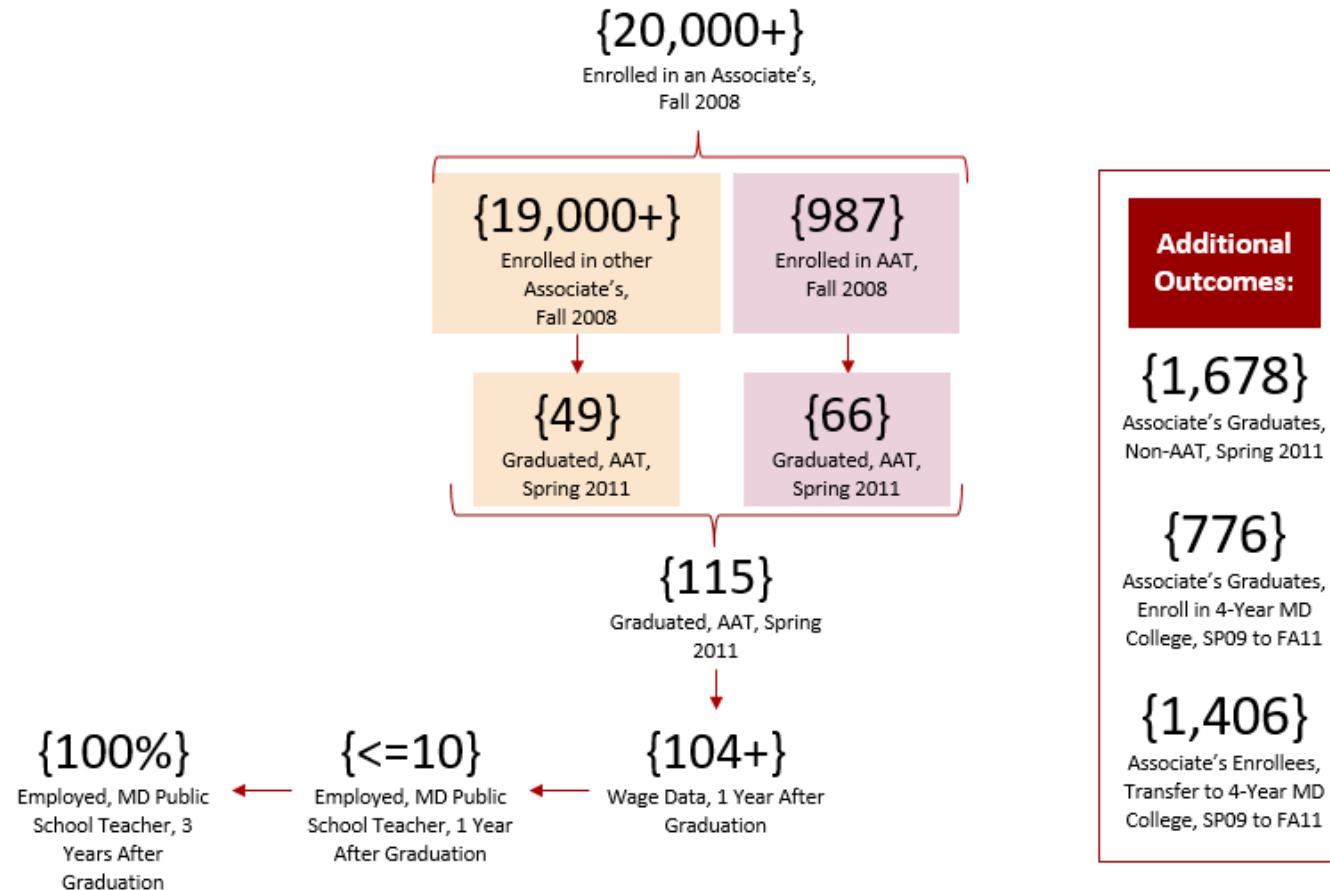 {20,000+}
Enrolled in an Associate's,
Fall 2008
{19,000+}
Enrolled in other
Associate's,
Fall 2008
{987}
Enrolled in AAT,
Fall 2008
{49}
Graduated, AAT,
Spring 2011
{66}
Graduated, AAT,
Spring 2011
{115}
Graduated, AAT, Spring
2011
{104+}
Wage Data, 1 Year After
Graduation
{<=10}
Employed, MD Public
School Teacher, 1 Year
After Graduation
{100%}
Employed, MD Public
School Teacher, 3
Years After
Graduation
Additional
Outcomes:
{1,678}
Associate's Graduates,
Non-AAT, Spring 2011
{776}
Associate's Graduates,
Enroll in 4-Year MD
College, SP09 to FA11
{1,406}
Associate's Enrollees,
Transfer to 4-Year MD
College, SP09 to FA11